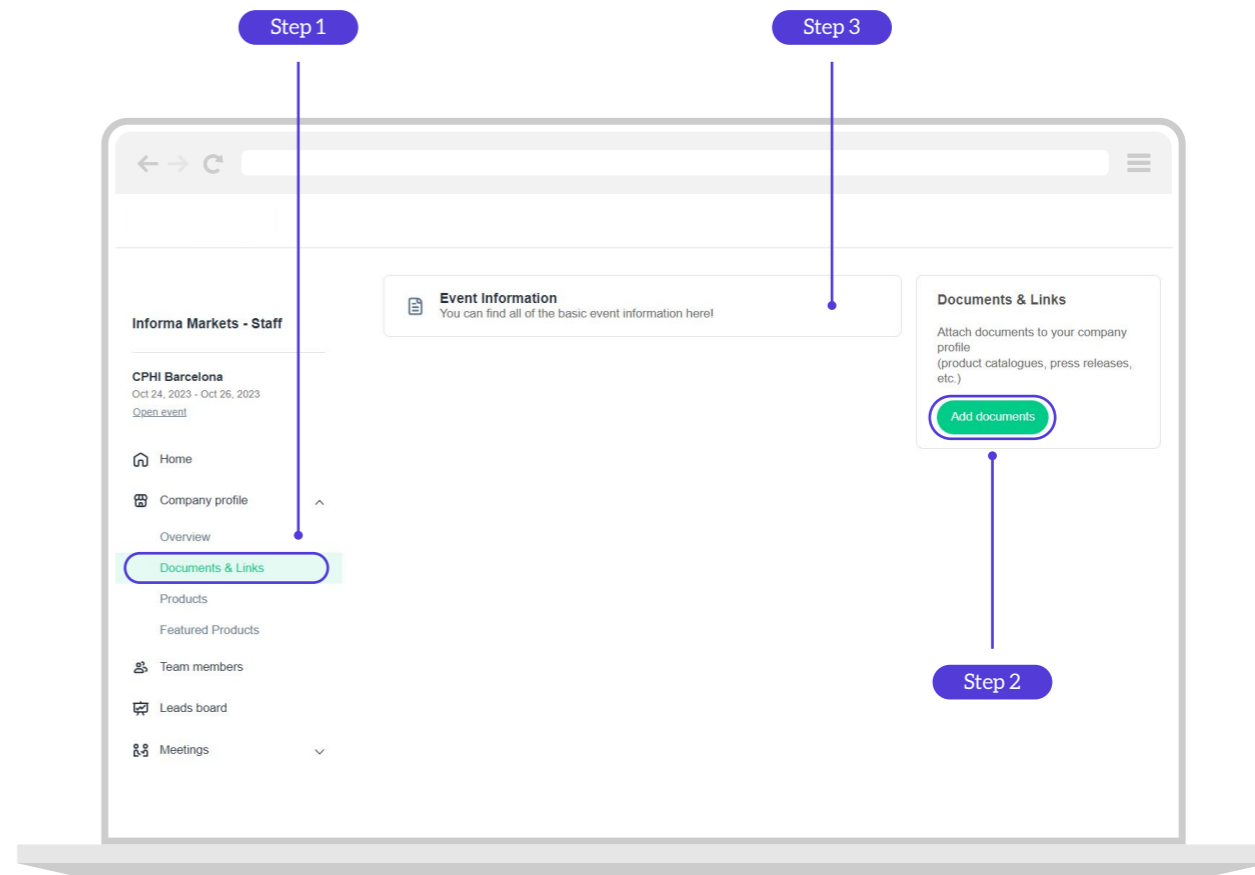 Step 1
Step 3
Informa Markets - Staff
CPHI Barcelona
Oct 24, 2023 - Oct 26, 2023
Open event
Home
Company profile
Overview
Documents & Links
Products
Featured Products
Team members
Leads board
Meetings
Event Information
You can find all of the basic event information here!
Documents & Links
Attach documents to your company
profile
(product catalogues, press releases,
etc.)
Add documents
Step 2